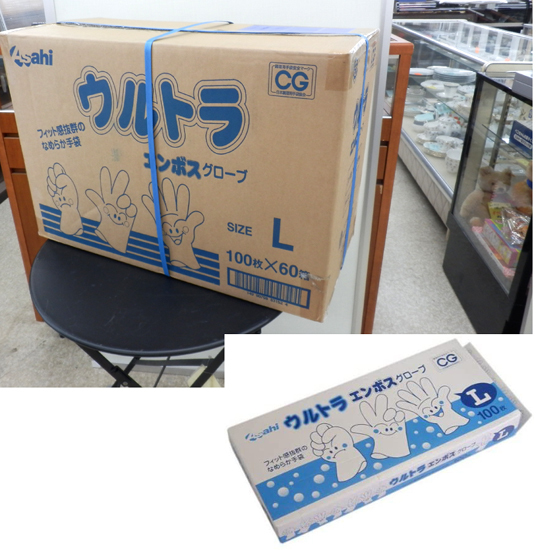 Asahi
CG
ウルトラ
フィット感抜群の
なめらか手袋
エンボスグローブ
SIZE L
100枚×60
Asahi
ウルトラ エンボスグローブ
CG
L
100枚
フィット感抜群の
なめらか手袋
ウルトラ エンボス グローブ
L